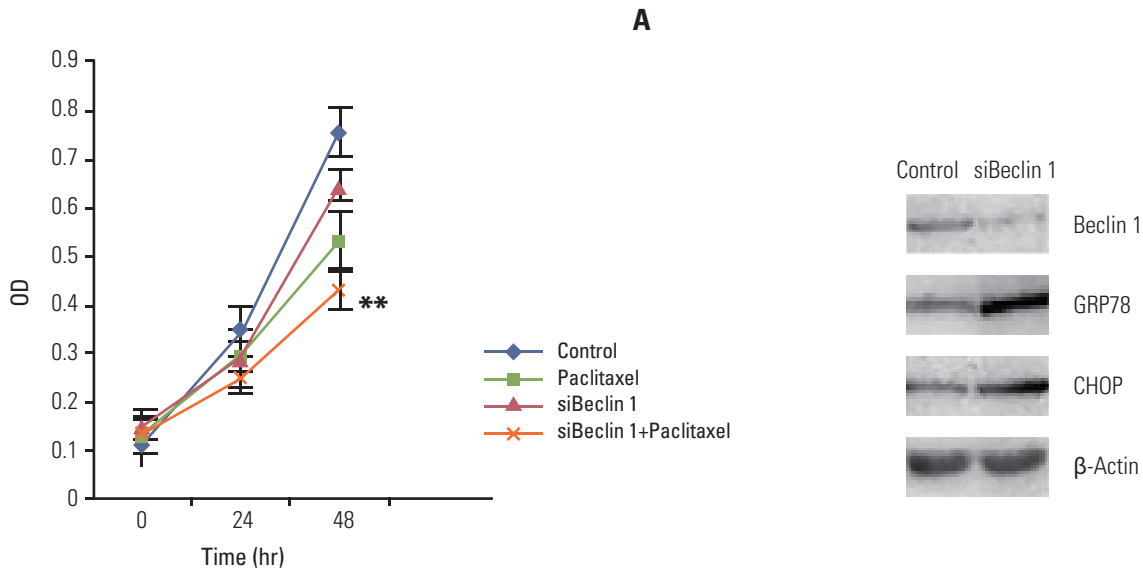 A
0.9
0.8
0.7
0.6
0.5
0.4
0.3
0.2
0.1
0
OD
0 24 48
Time (hr)
Control
Paclitaxel
siBeclin 1
siBeclin 1+Paclitaxel
**
Control siBeclin 1
Beclin 1
GRP78
CHOP
β-Actin